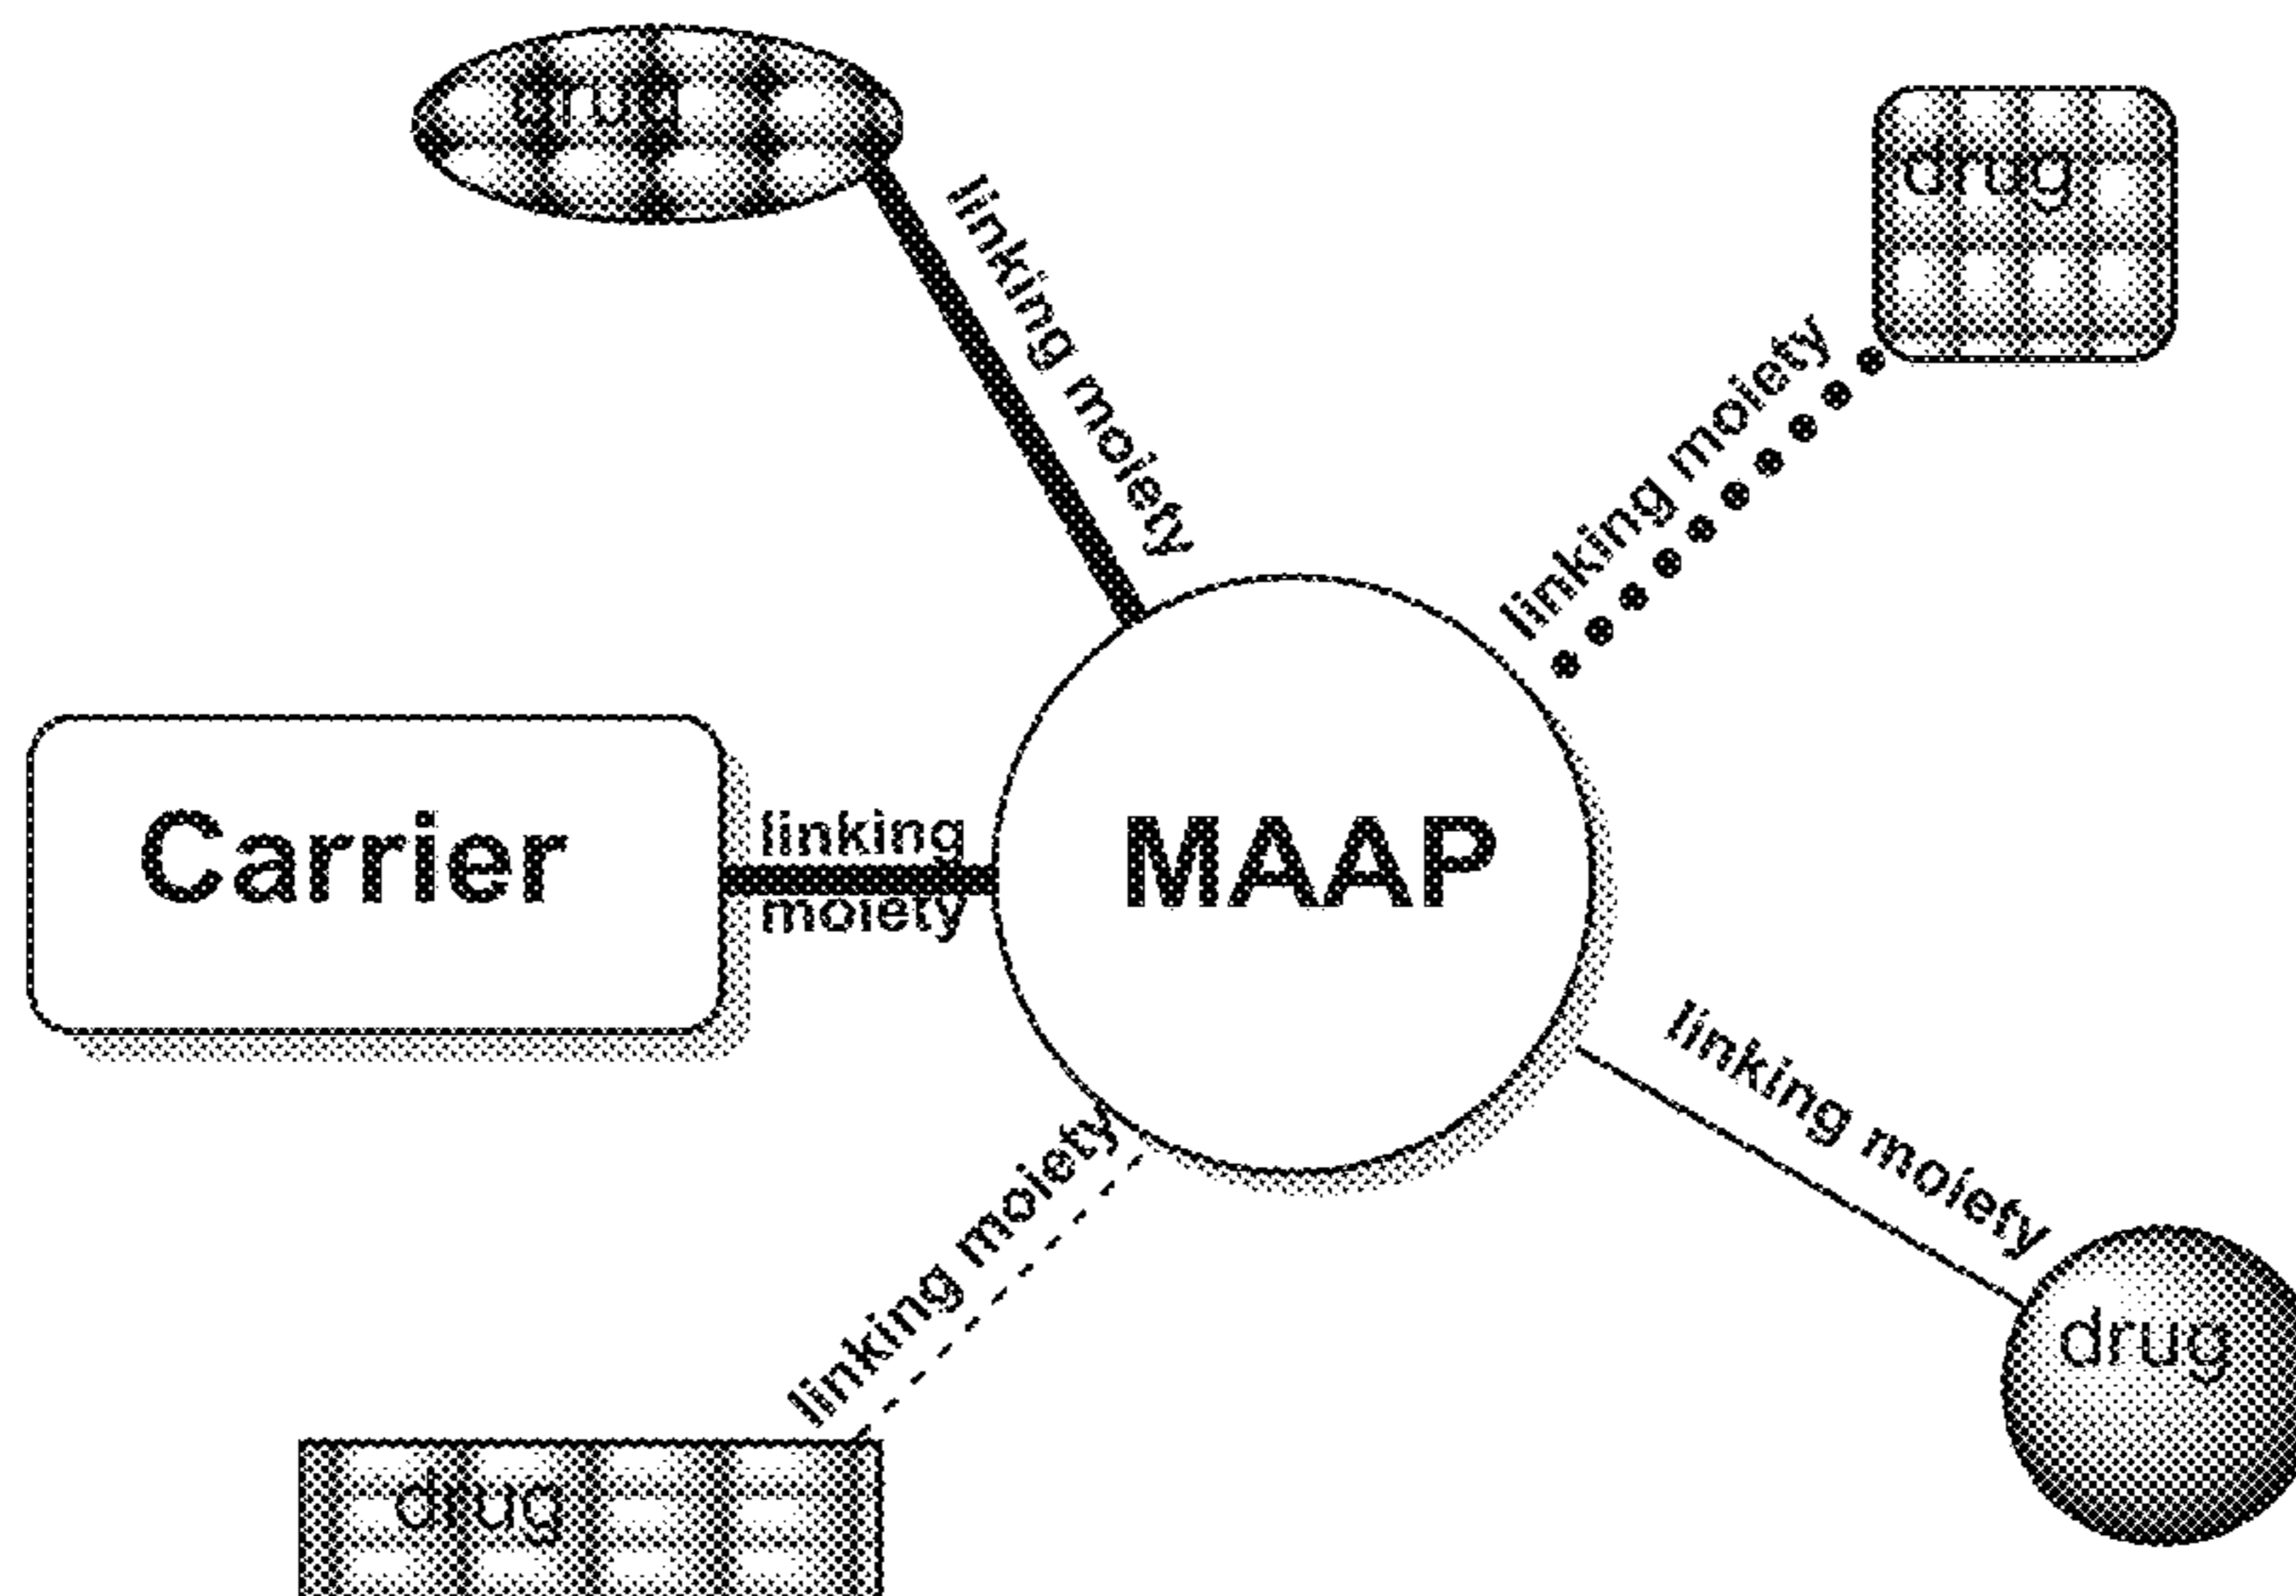 drug
drug
linking moiety
linking moiety
Carrier
linking
moiety
MAAP
linking moiety
linking moiety
drug
drug